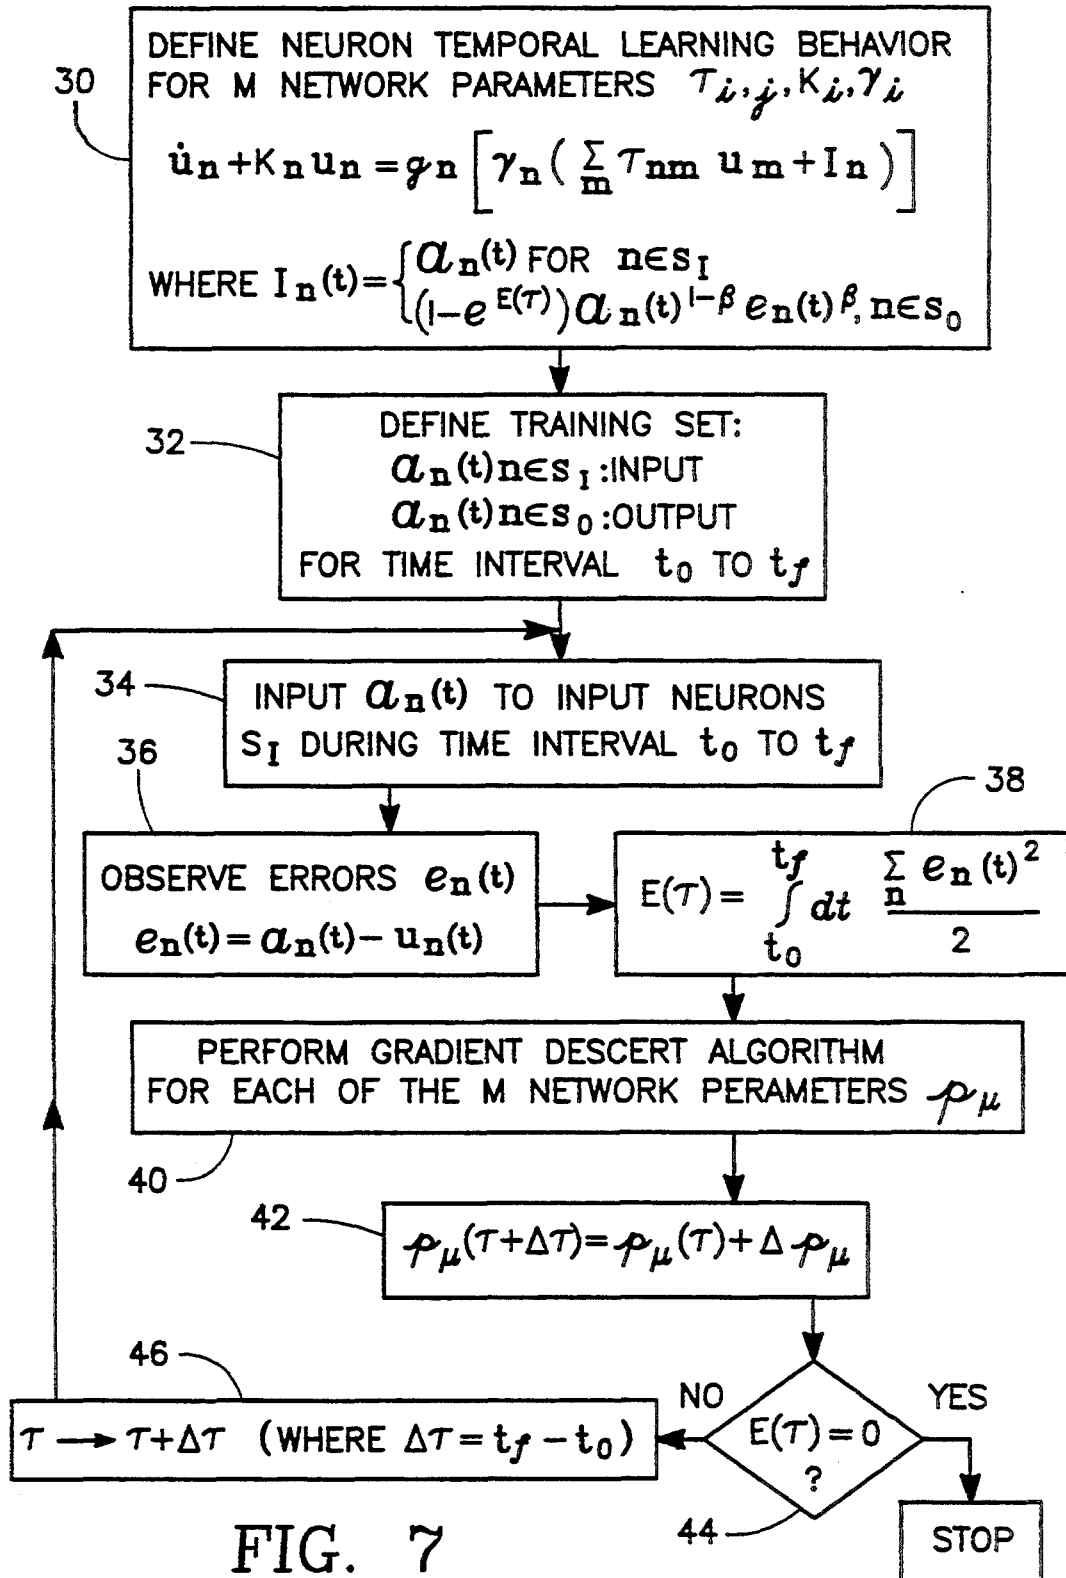 30
DEFINE NEURON TEMPORAL LEARNING BEHAVIOR
FOR M NETWORK PARAMETERS τi,j,Ki,γi
u̇n+Knun=gn[γn(Σm τnm um+In)]
WHERE In(t)={an(t) FOR n∈sI
(1-e^E(τ))an(t)^1-β en(t)^β, n∈s0
32
DEFINE TRAINING SET:
an(t)n∈sI:INPUT
an(t)n∈s0:OUTPUT
FOR TIME INTERVAL t0 TO tf
34
INPUT an(t) TO INPUT NEURONS
SI DURING TIME INTERVAL t0 TO tf
36
OBSERVE ERRORS en(t)
en(t)=an(t)-un(t)
38
E(τ)= ∫t0^tf dt Σn en(t)²/2
PERFORM GRADIENT DESCERT ALGORITHM
FOR EACH OF THE M NETWORK PERAMETERS pμ
40
42
pμ(τ+Δτ)=pμ(τ)+Δpμ
46
τ→τ+Δτ (WHERE Δτ=tf-t0)
NO
E(τ)=0
?
YES
44
STOP
FIG. 7